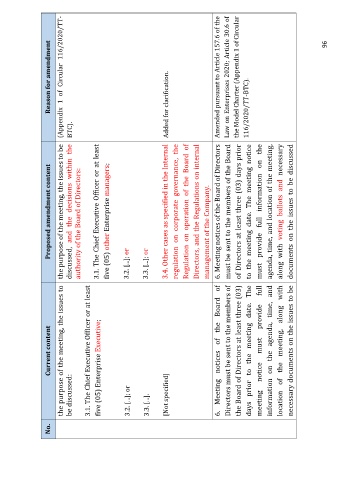 No.
Current content
Proposed amendment content
Reason for amendment
the purpose of the meeting, the issues to
be discussed:
3.1. The Chief Executive Officer or at least
five (05) Enterprise Executive;
3.2. [..]; or
3.3. [..].
[Not specified]
6. Meeting notices of the Board of
Directors must be sent to the members of
the Board of Directors at least three (03)
days prior to the meeting date. The
meeting notice must provide full
information on the agenda, time, and
location of the meeting, along with
necessary documents on the issues to be
the purpose of the meeting, the issues to be
discussed, and the decisions within the
authority of the Board of Directors:
3.1. The Chief Executive Officer or at least
five (05) other Enterprise managers;
3.2. [..]; or
3.3. [..]; or
3.4. Other cases as specified in the Internal
regulation on corporate governance, the
Regulation on operation of the Board of
Directors, and the Regulations on internal
management of the Company.
6. Meeting notices of the Board of Directors
must be sent to the members of the Board
of Directors at least three (03) days prior
to the meeting date. The meeting notice
must provide full information on the
agenda, time, and location of the meeting,
along with voting ballots and necessary
documents on the issues to be discussed
(Appendix 1 of Circular 116/2020/TT-
BTC).
Added for clarification.
Amended pursuant to Article 157.6 of the
Law on Enterprises 2020; Article 30.6 of
the Model Charter (Appendix 1 of Circular
116/2020/TT-BTC).
96